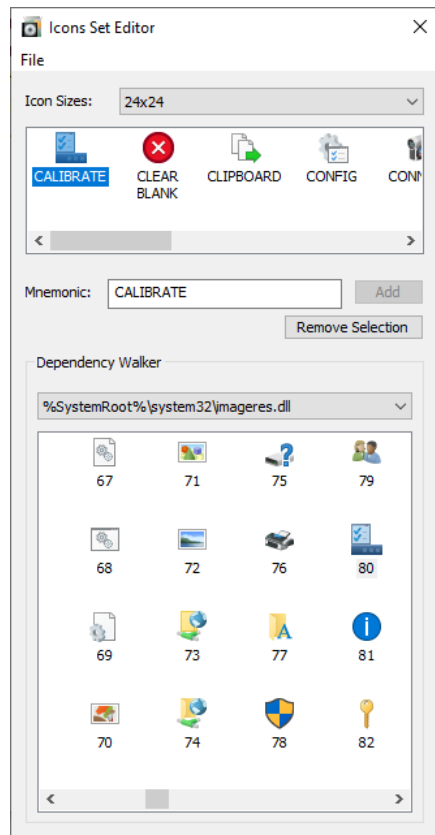 Icons Set Editor
File
Icon Sizes: 24x24
CALIBRATE CLEAR CLIPBOARD CONFIG CONN
BLANK
Mnemonic: CALIBRATE Add
Remove Selection
Dependency Walker
%SystemRoot%\system32\imageres.dll
67 71 75 79
68 72 76 80
69 73 77 81
70 74 78 82